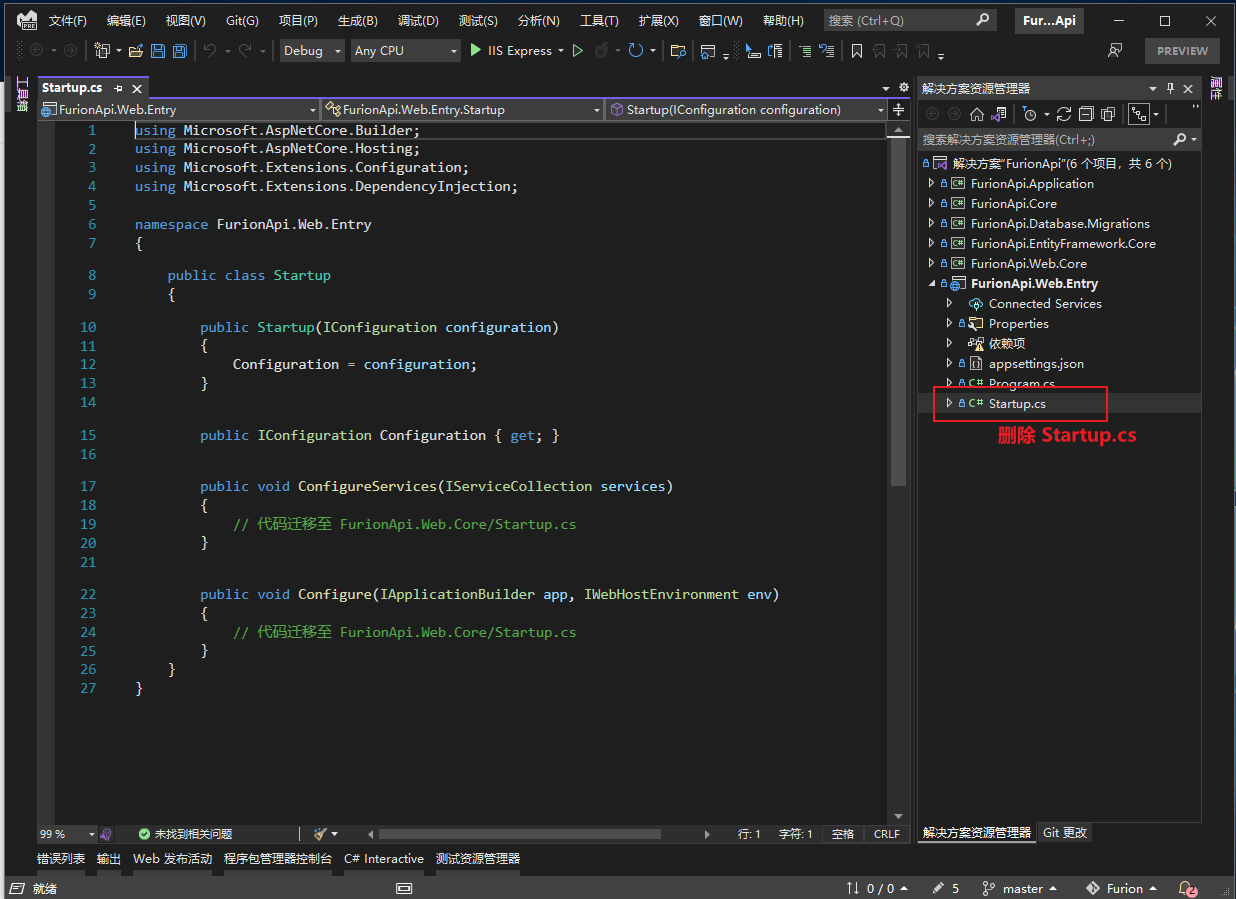 文件(F) 编辑(E) 视图(V) Git(G) 项目(P) 生成(B) 调试(D) 测试(S) 分析(N) 工具(T) 扩展(X) 窗口(W) 帮助(H) 搜索 (Ctrl+Q) Fur...Api
Debug Any CPU IIS Express PREVIEW
工具箱
Startup.cs
FurionApi.Web.Entry FurionApi.Web.Entry.Startup Startup(IConfiguration configuration)
1 using Microsoft.AspNetCore.Builder;
2 using Microsoft.AspNetCore.Hosting;
3 using Microsoft.Extensions.Configuration;
4 using Microsoft.Extensions.DependencyInjection;
5
6 namespace FurionApi.Web.Entry
7 {
8 public class Startup
9 {
10 public Startup(IConfiguration configuration)
11 {
12 Configuration = configuration;
13 }
14
15 public IConfiguration Configuration { get; }
16
17 public void ConfigureServices(IServiceCollection services)
18 {
19 // 代码迁移至 FurionApi.Web.Core/Startup.cs
20 }
21
22 public void Configure(IApplicationBuilder app, IWebHostEnvironment env)
23 {
24 // 代码迁移至 FurionApi.Web.Core/Startup.cs
25 }
26 }
27 }
99 % 未找到相关问题 行: 1 字符: 1 空格 CRLF
解决方案资源管理器
属性
搜索解决方案资源管理器(Ctrl+;)
解决方案"FurionApi"(6 个项目，共 6 个)
FurionApi.Application
FurionApi.Core
FurionApi.Database.Migrations
FurionApi.EntityFramework.Core
FurionApi.Web.Core
FurionApi.Web.Entry
Connected Services
Properties
依赖项
appsettings.json
C# Program.cs
C# Startup.cs
删除 Startup.cs
解决方案资源管理器 Git 更改
错误列表 输出 Web 发布活动 程序包管理器控制台 C# Interactive 测试资源管理器
就绪 0 / 0 5 master Furion 2